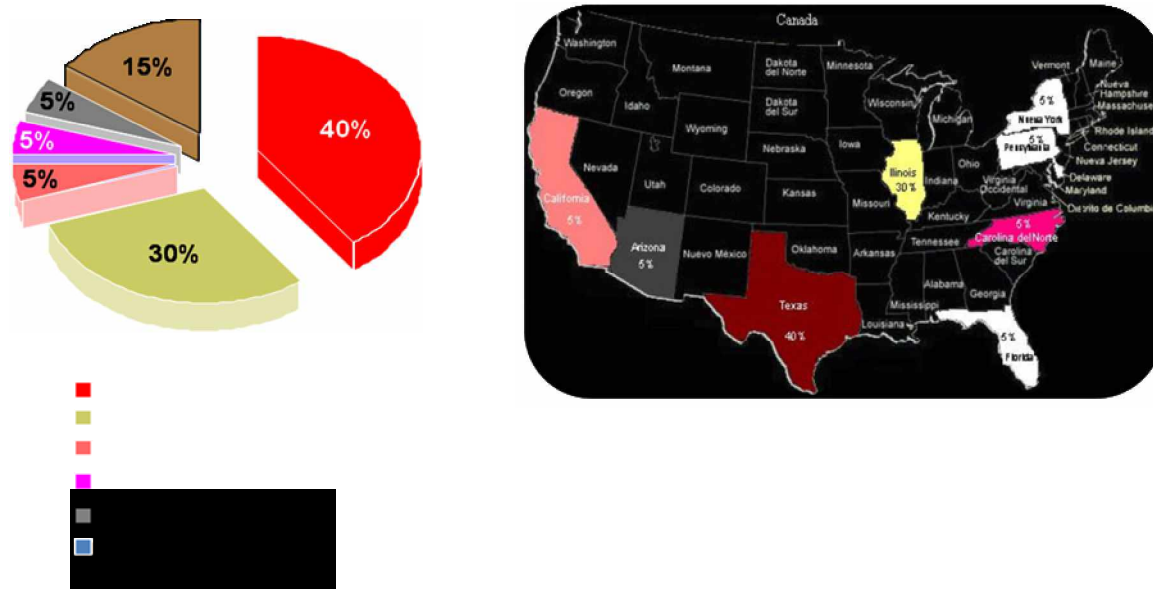 15%
5%
5%
5%
40%
30%
Canada
Washington
Montana
Dakota
del Norte
Minnesota
Vermont
Maine
Oregon
Idaho
Dakota
del Sur
Wisconsin
Michigan
5%
Nueva York
Nueva
Hampshire
Massachuse
Rhode Island
Connecticut
Nueva Jersey
Wyoming
Nebraska
Iowa
Illinois
30%
Indiana
Ohio
5%
Delaware
Maryland
Distrito de Columbi
Nevada
Utah
Colorado
Kansas
Missouri
Virginia
Occidental
Virginia
Kentucky
California
5%
Arizona
5%
Nuevo México
Oklahoma
Arkansas
Tennessee
5%
Carolina del Norte
Carolina
del Sur
Texas
40%
Louisiana
Mississippi
Alabama
Georgia
5%
Florida